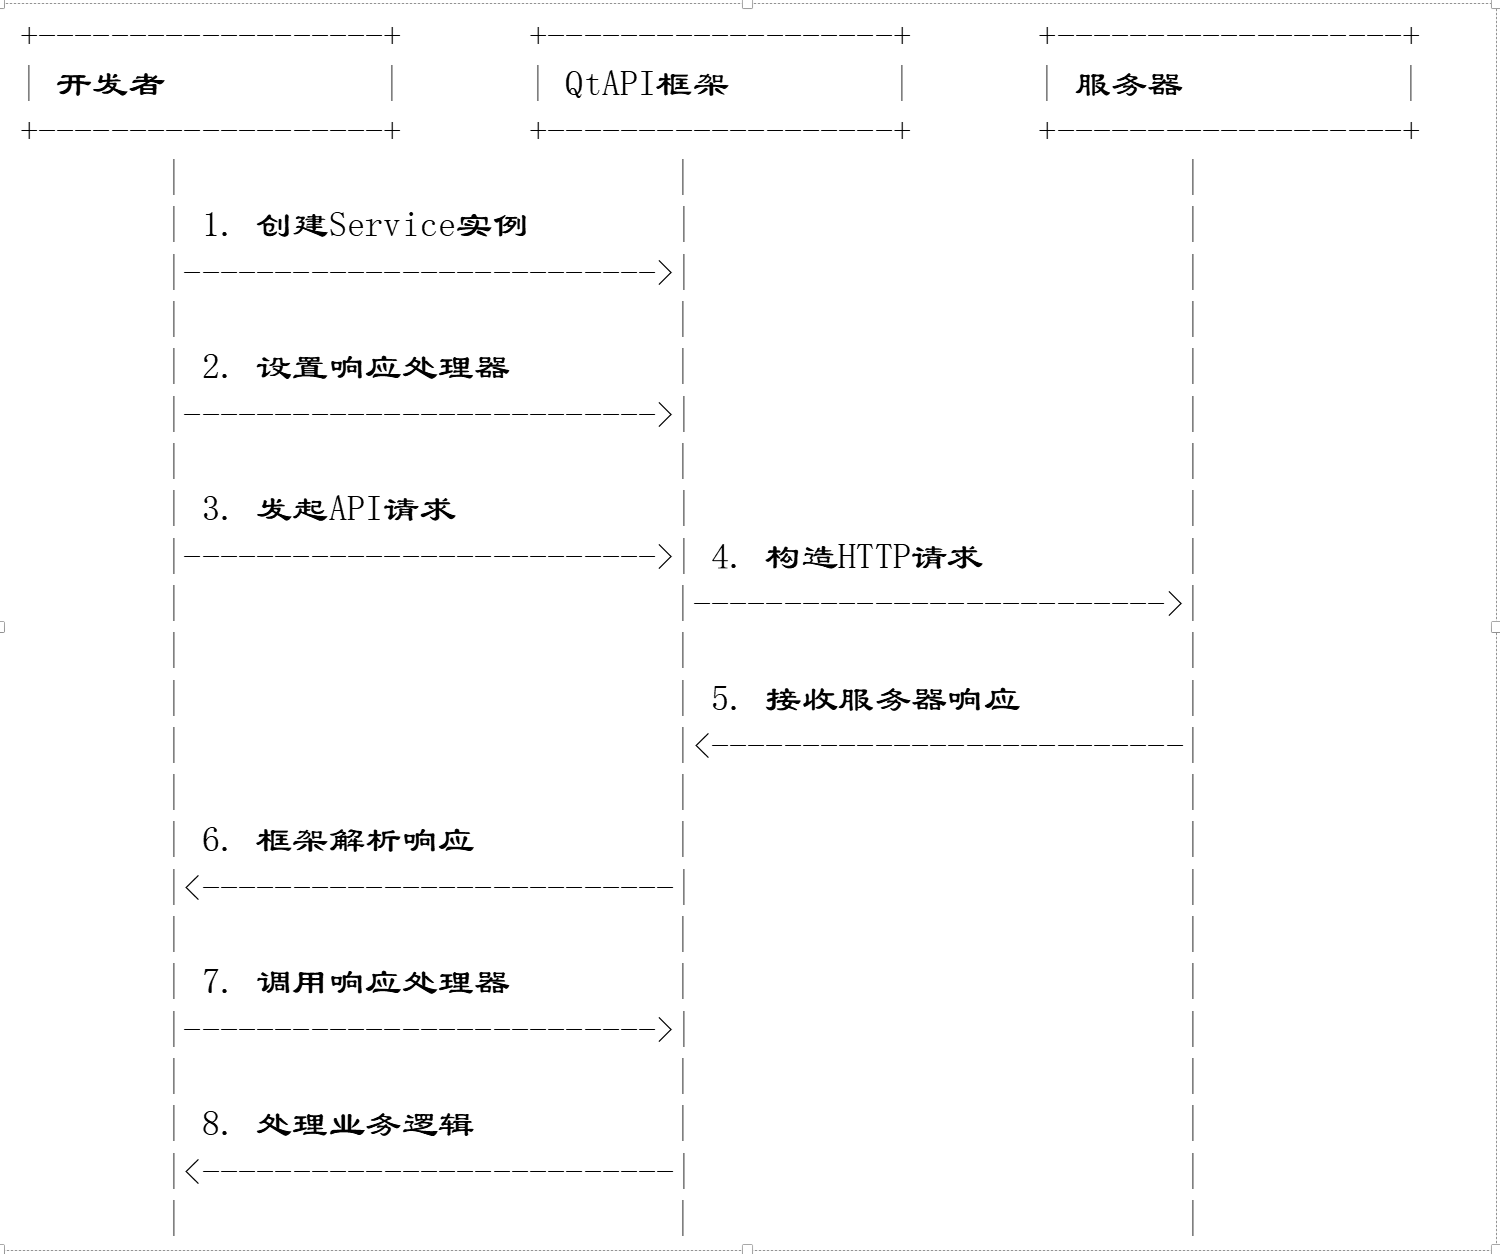 开发者 QtAPI框架 服务器
1. 创建Service实例
2. 设置响应处理器
3. 发起API请求
4. 构造HTTP请求
5. 接收服务器响应
6. 框架解析响应
7. 调用响应处理器
8. 处理业务逻辑